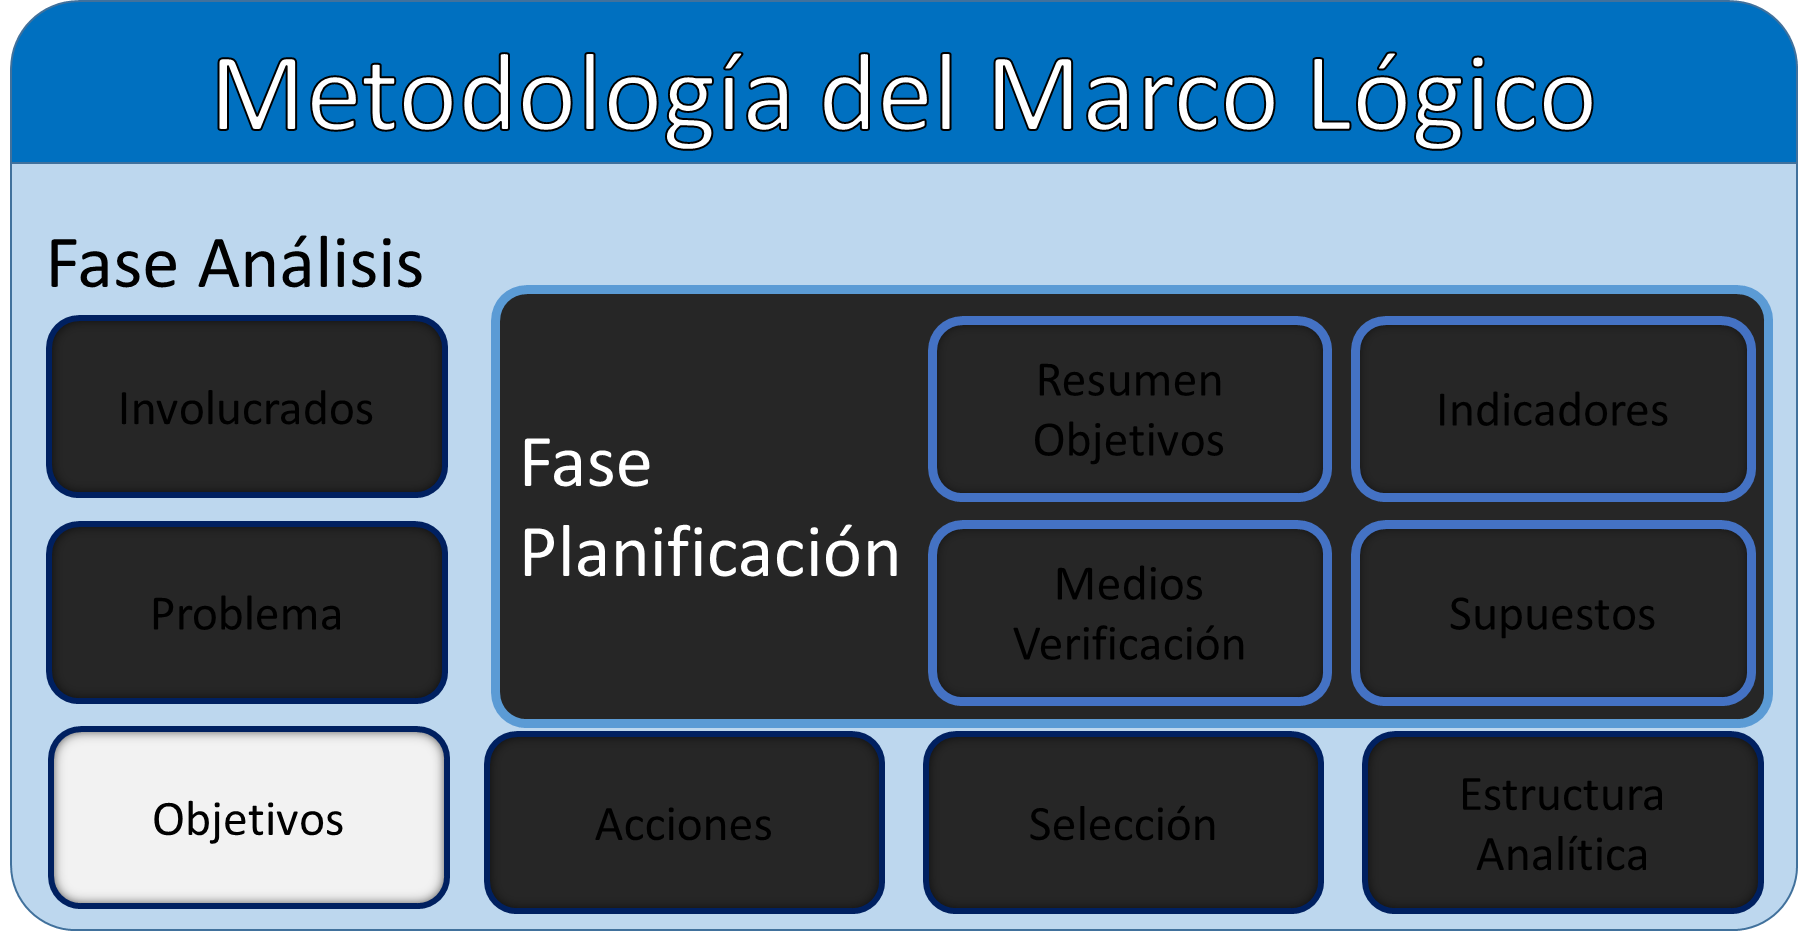 Metodología del Marco Lógico
Fase Análisis
Involucrados
Problema
Objetivos
Fase
Planificación
Resumen
Objetivos
Indicadores
Medios
Verificación
Supuestos
Acciones
Selección
Estructura
Analítica